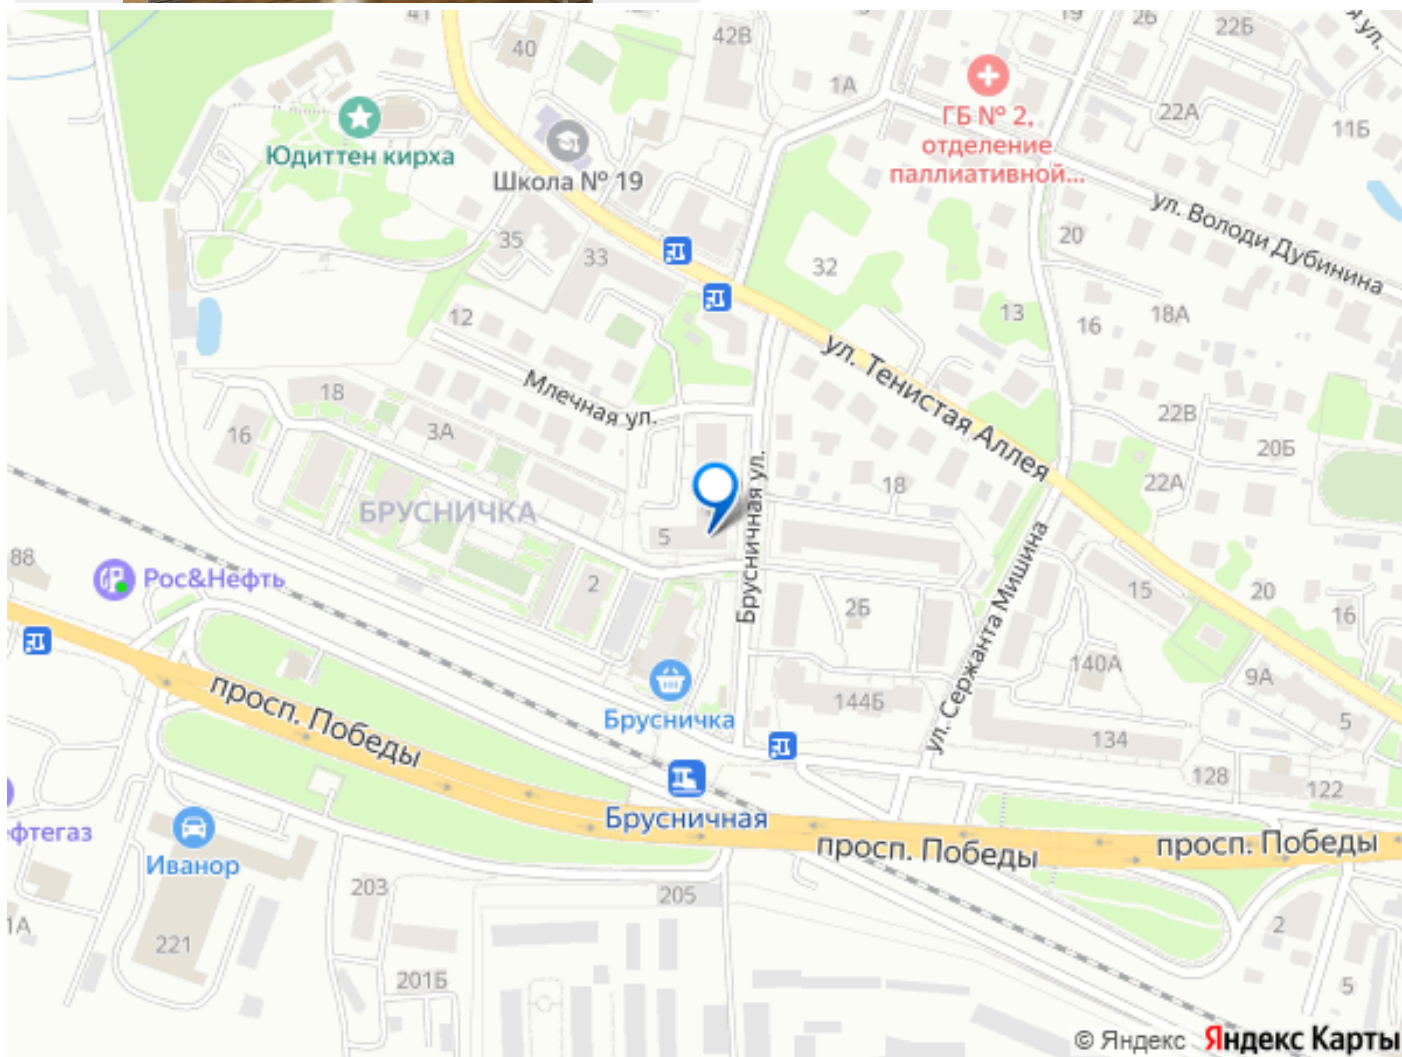 41
40
42В
19
26
22Б
я ул.
1А
ГБ № 2,
отделение
паллиативной...
22А
11Б
Юдиттен кирха
Школа № 19
ул. Володи Дубинина
35
33
32
20
13
16
18А
12
ул. Тенистая Аллея
Млечная ул.
18
3А
16
22В
20Б
22А
18
БРУСНИЧКА
5
Брусничная ул.
88
Рос&Нефть
2
2Б
ул. Сержанта Мишина
15
20
16
140А
9А
5
144Б
Брусничка
просп. Победы
134
128
122
Брусничная
просп. Победы
просп. Победы
фтегаз
Иванор
203
205
1А
221
201Б
2
5
© Яндекс Яндекс Карты